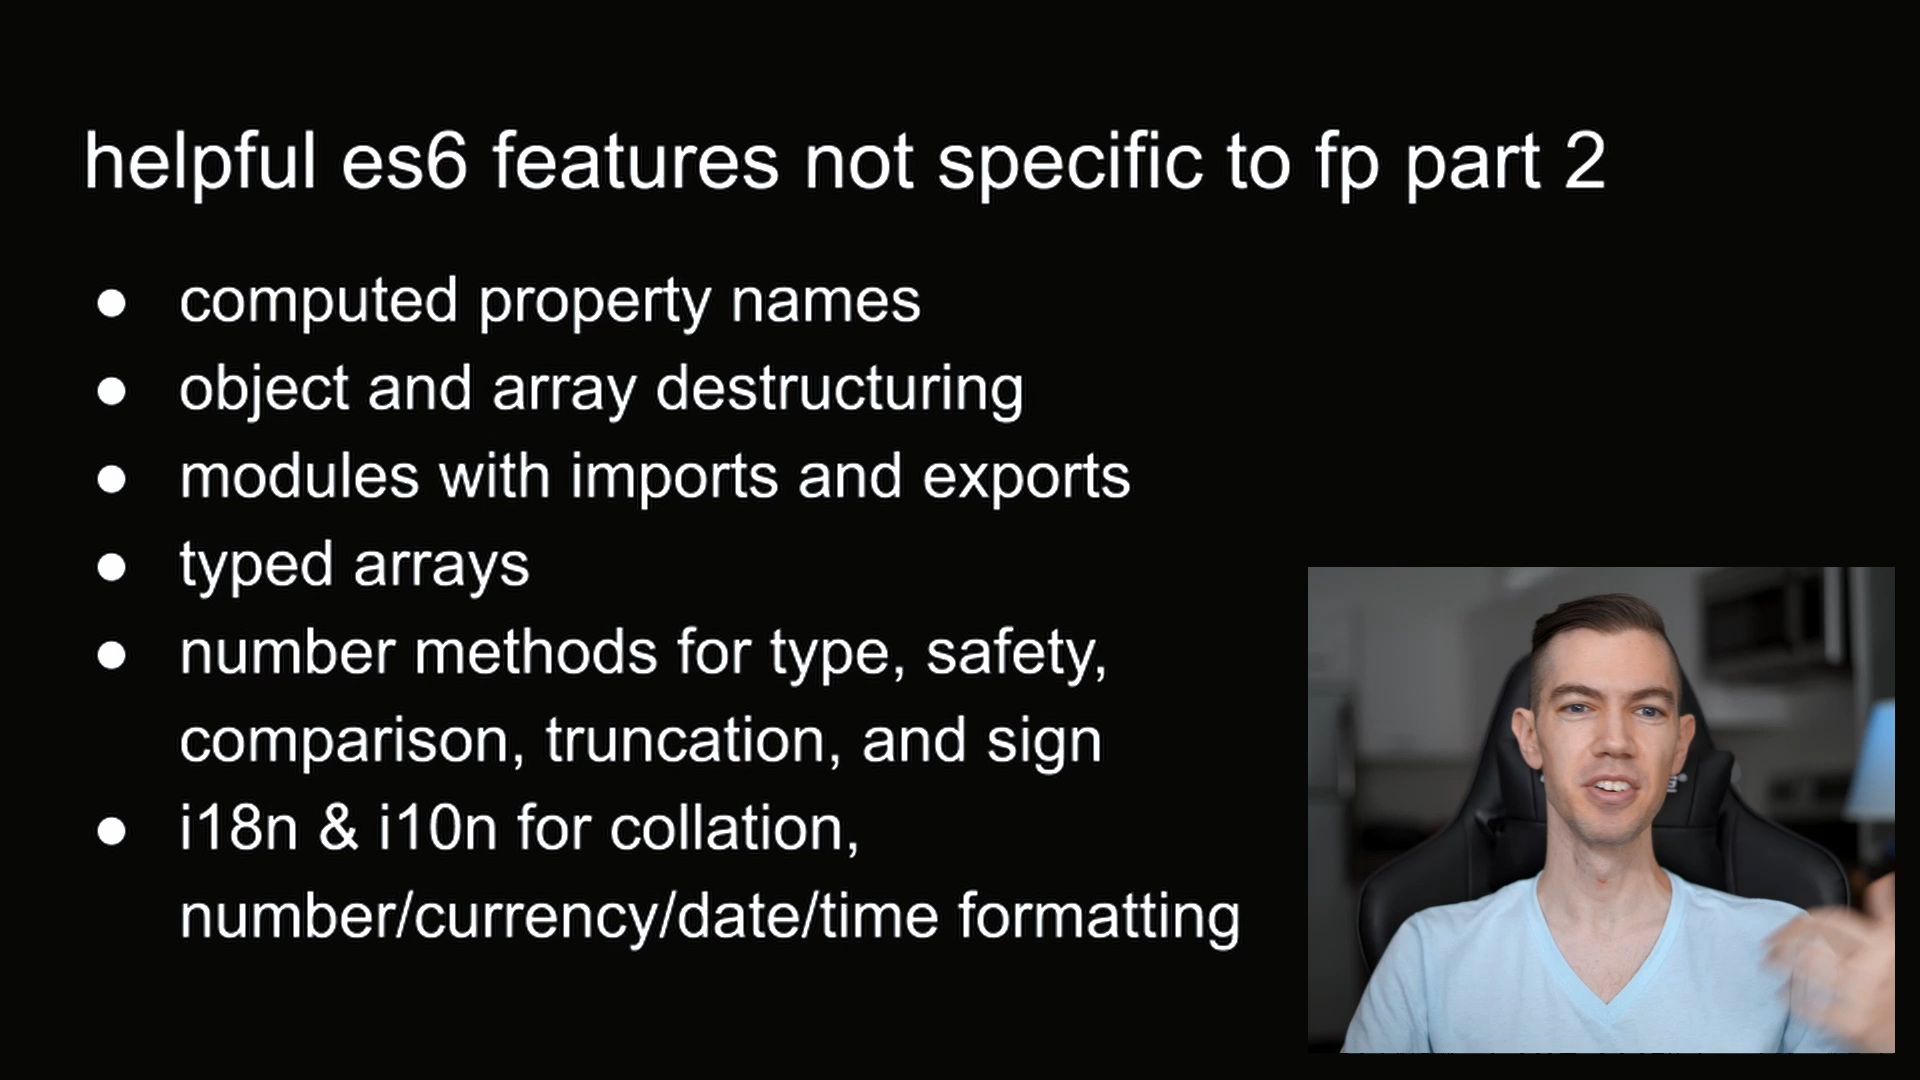 helpful es6 features not specific to fp part 2
● computed property names
● object and array destructuring
● modules with imports and exports
● typed arrays
● number methods for type, safety,
comparison, truncation, and sign
● i18n & i10n for collation,
number/currency/date/time formatting